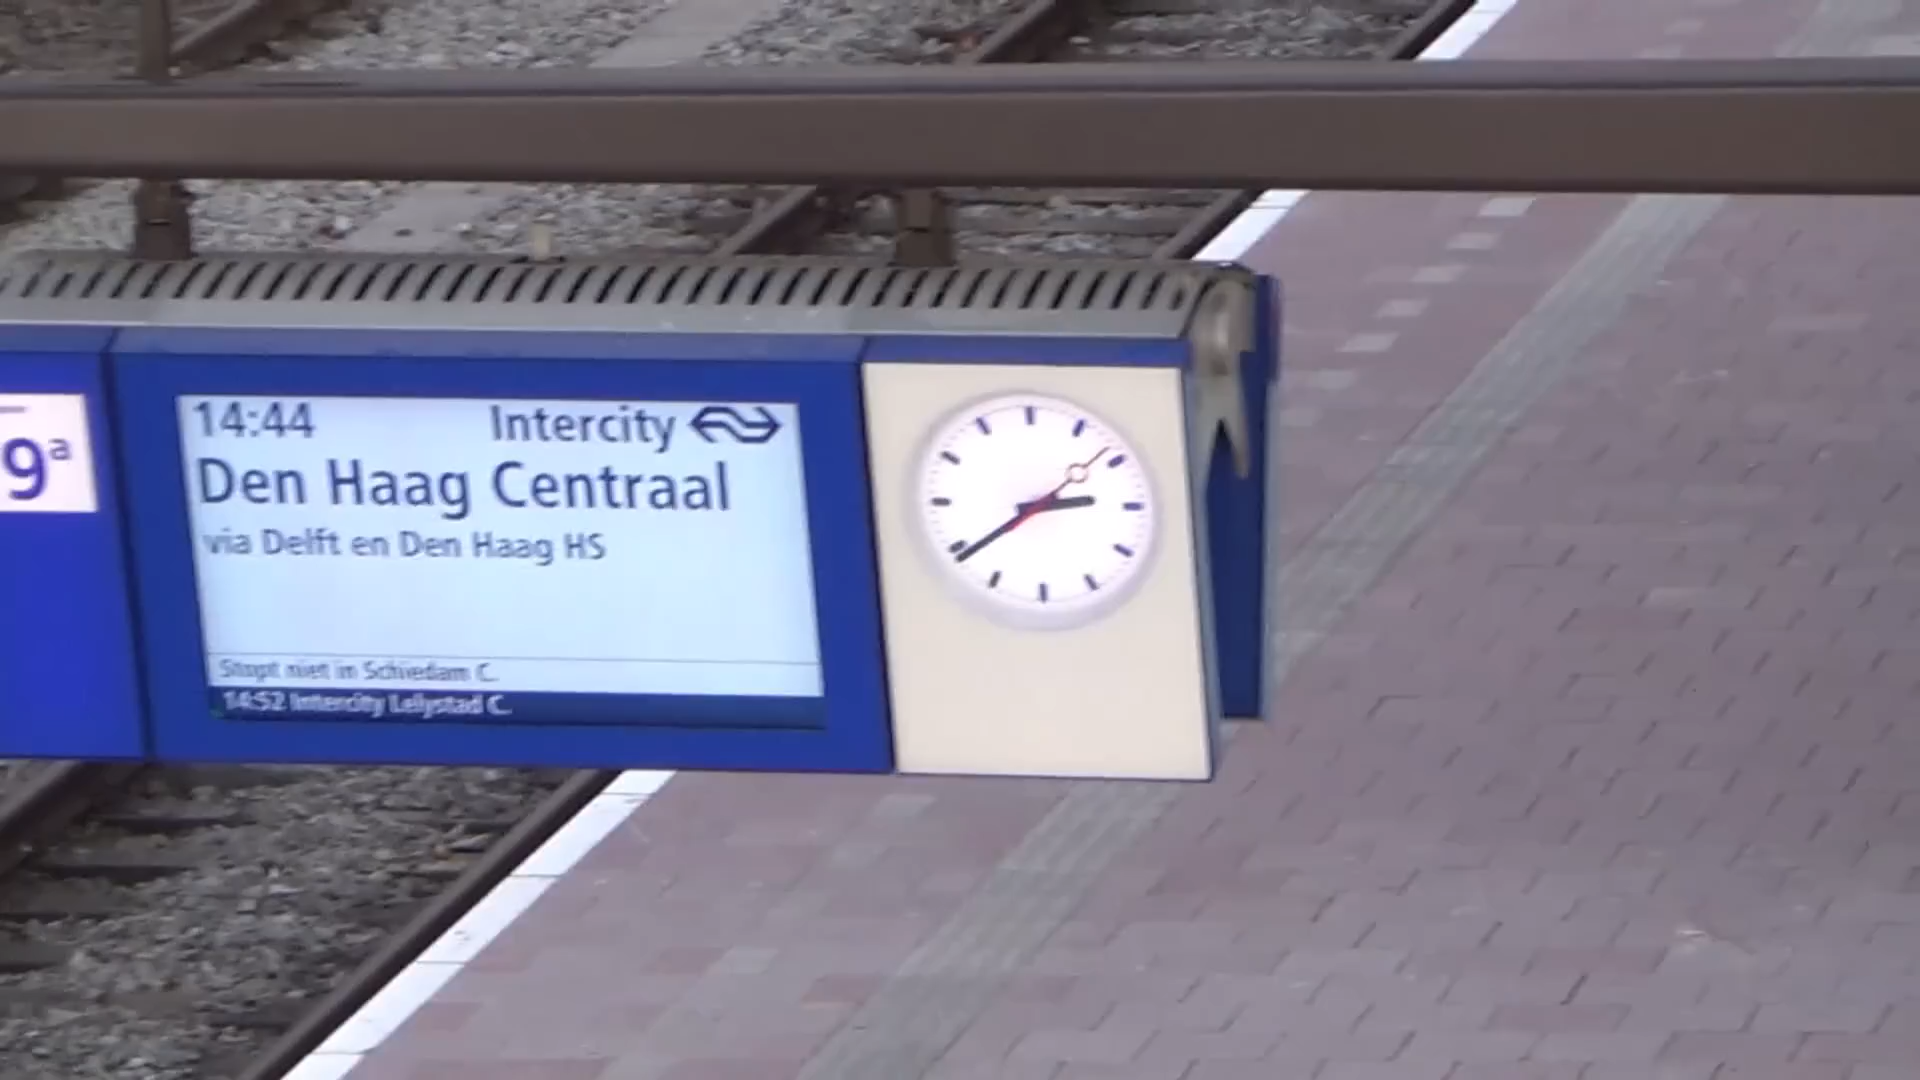 9a
14:44 Intercity
Den Haag Centraal
via Delft en Den Haag HS
Stopt niet in Schiedam C.
14:52 Intercity Lelystad C.